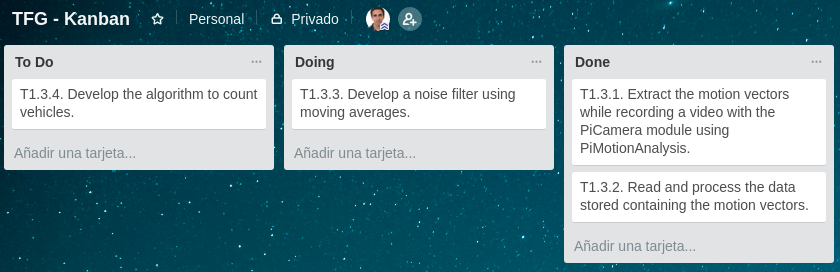 TFG - Kanban
Personal
Privado
To Do
T1.3.4. Develop the algorithm to count
vehicles.
Añadir una tarjeta...
Doing
T1.3.3. Develop a noise filter using
moving averages.
Añadir una tarjeta...
Done
T1.3.1. Extract the motion vectors
while recording a video with the
PiCamera module using
PiMotionAnalysis.
T1.3.2. Read and process the data
stored containing the motion vectors.
Añadir una tarjeta...